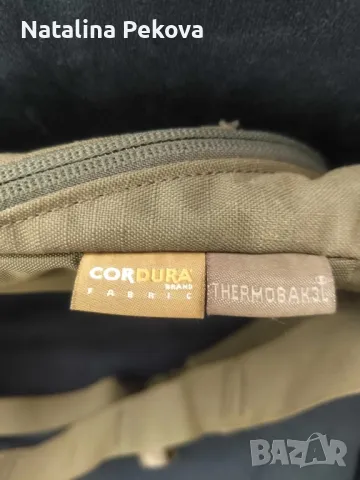 Natalina Pekova
CORDURA®
BRAND
FABRIC
THERMOBAK3L
BAZAR